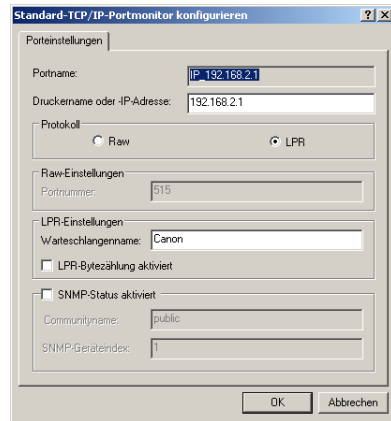 Standard-TCP/IP-Portmonitor konfigurieren
Porteinstellungen
Portname: IP_192.168.2.1
Druckername oder -IP-Adresse: 192.168.2.1
Protokoll
Raw LPR
Raw-Einstellungen
Portnummer: 515
LPR-Einstellungen
Warteschlangenname: Canon
LPR-Bytezählung aktiviert
SNMP-Status aktiviert
Communityname: public
SNMP-Geräteindex: 1
OK Abbrechen